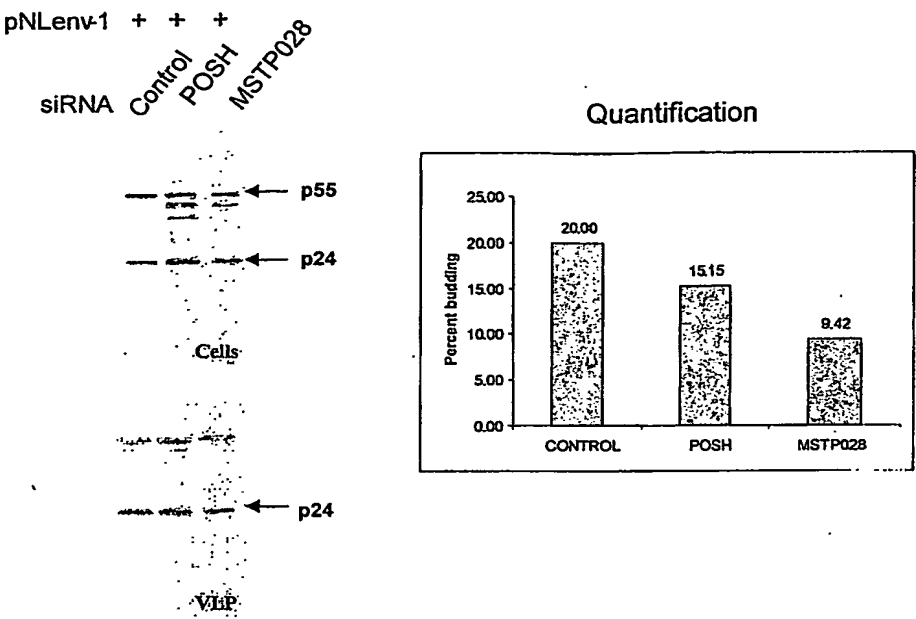 pNLenv-1 + + +
siRNA Control POSH MSTP028
p55
p24
Cells
p24
VLP
Quantification
Percent budding
25.00
20.00
15.00
10.00
5.00
0.00
20.00
15.15
9.42
CONTROL POSH MSTP028